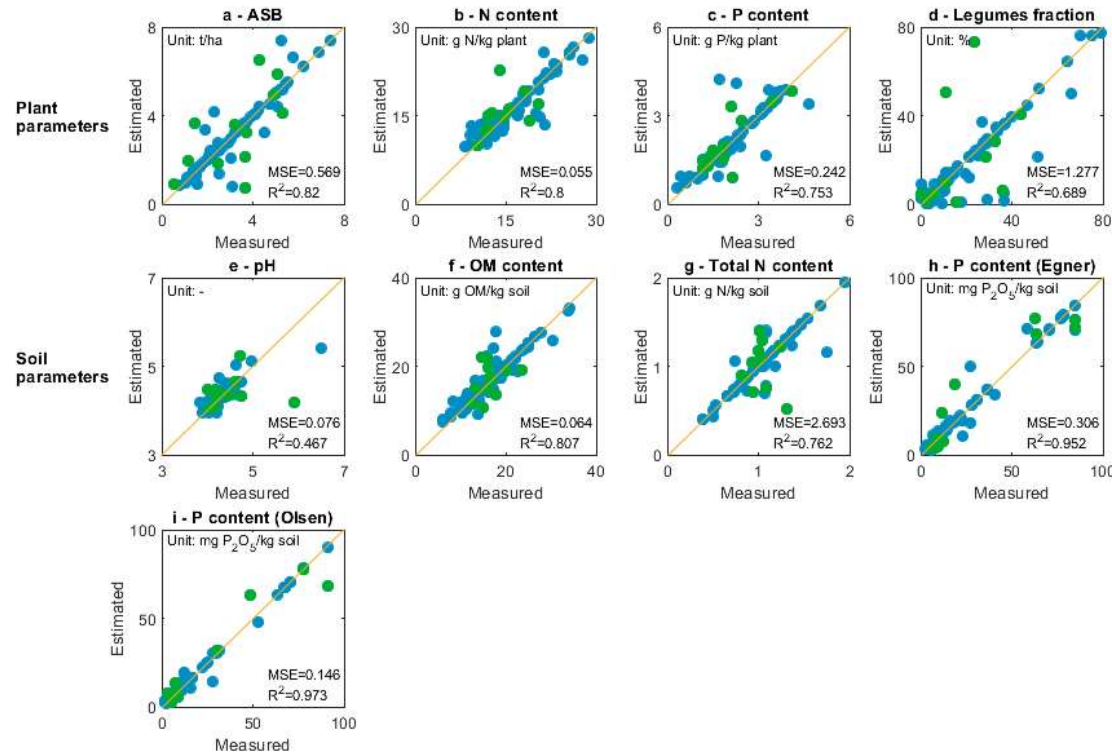 a - ASB
b - N content
c - P content
d - Legumes fraction
Plant
parameters
Estimated
8
4
0
Unit: t/ha
MSE=0.569
R²=0.82
0
4
8
Measured
Estimated
30
15
0
Unit: g N/kg plant
MSE=0.055
R²=0.8
0
15
30
Measured
Estimated
6
3
0
Unit: g P/kg plant
MSE=0.242
R²=0.753
0
3
6
Measured
Estimated
80
40
0
Unit: %
MSE=1.277
R²=0.689
0
40
80
Measured
e - pH
f - OM content
g - Total N content
h - P content (Egner)
Soil
parameters
Estimated
7
5
3
Unit: -
MSE=0.076
R²=0.467
3
5
7
Measured
Estimated
40
20
0
Unit: g OM/kg soil
MSE=0.064
R²=0.807
0
20
40
Measured
Estimated
2
1
0
Unit: g N/kg soil
MSE=2.693
R²=0.762
0
1
2
Measured
Estimated
100
50
0
Unit: mg P₂O₅/kg soil
MSE=0.306
R²=0.952
0
50
100
Measured
i - P content (Olsen)
Estimated
100
50
0
Unit: mg P₂O₅/kg soil
MSE=0.146
R²=0.973
0
50
100
Measured